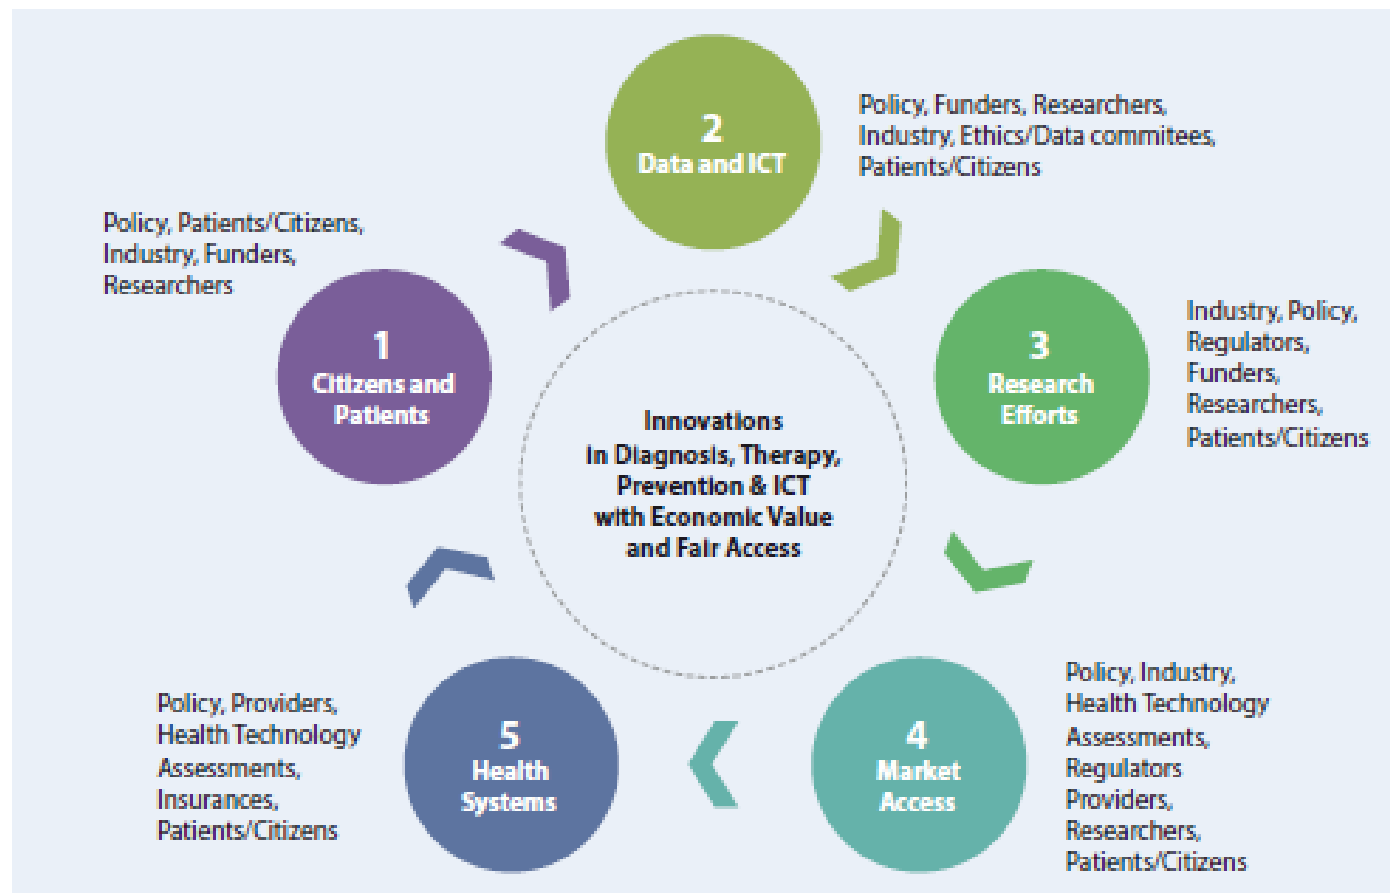 2
Data and ICT
Policy, Funders, Researchers,
Industry, Ethics/Data commitees,
Patients/Citizens
Policy, Patients/Citizens,
Industry, Funders,
Researchers
1
Citizens and
Patients
3
Research
Efforts
Industry, Policy,
Regulators,
Funders,
Researchers,
Patients/Citizens
Innovations
in Diagnosis, Therapy,
Prevention & ICT
with Economic Value
and Fair Access
Policy, Providers,
Health Technology
Assessments,
Insurances,
Patients/Citizens
5
Health
Systems
4
Market
Access
Policy, Industry,
Health Technology
Assessments,
Regulators
Providers,
Researchers,
Patients/Citizens